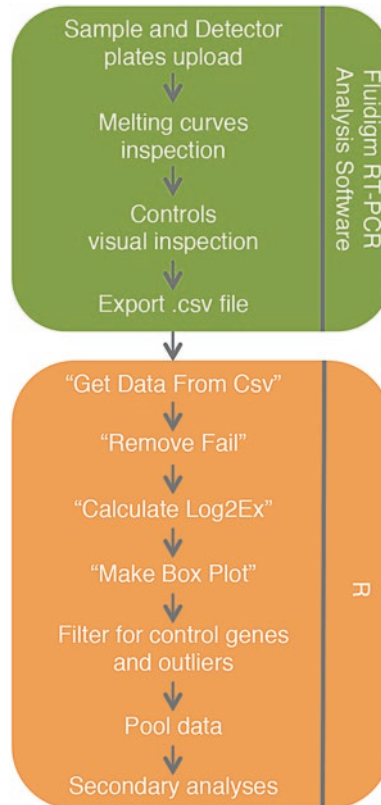 Sample and Detector
plates upload
Melting curves
inspection
Controls
visual inspection
Export .csv file
Fluidigm RT-PCR
Analysis Software
“Get Data From Csv”
“Remove Fail”
“Calculate Log2Ex”
“Make Box Plot”
Filter for control genes
and outliers
Pool data
Secondary analyses
R